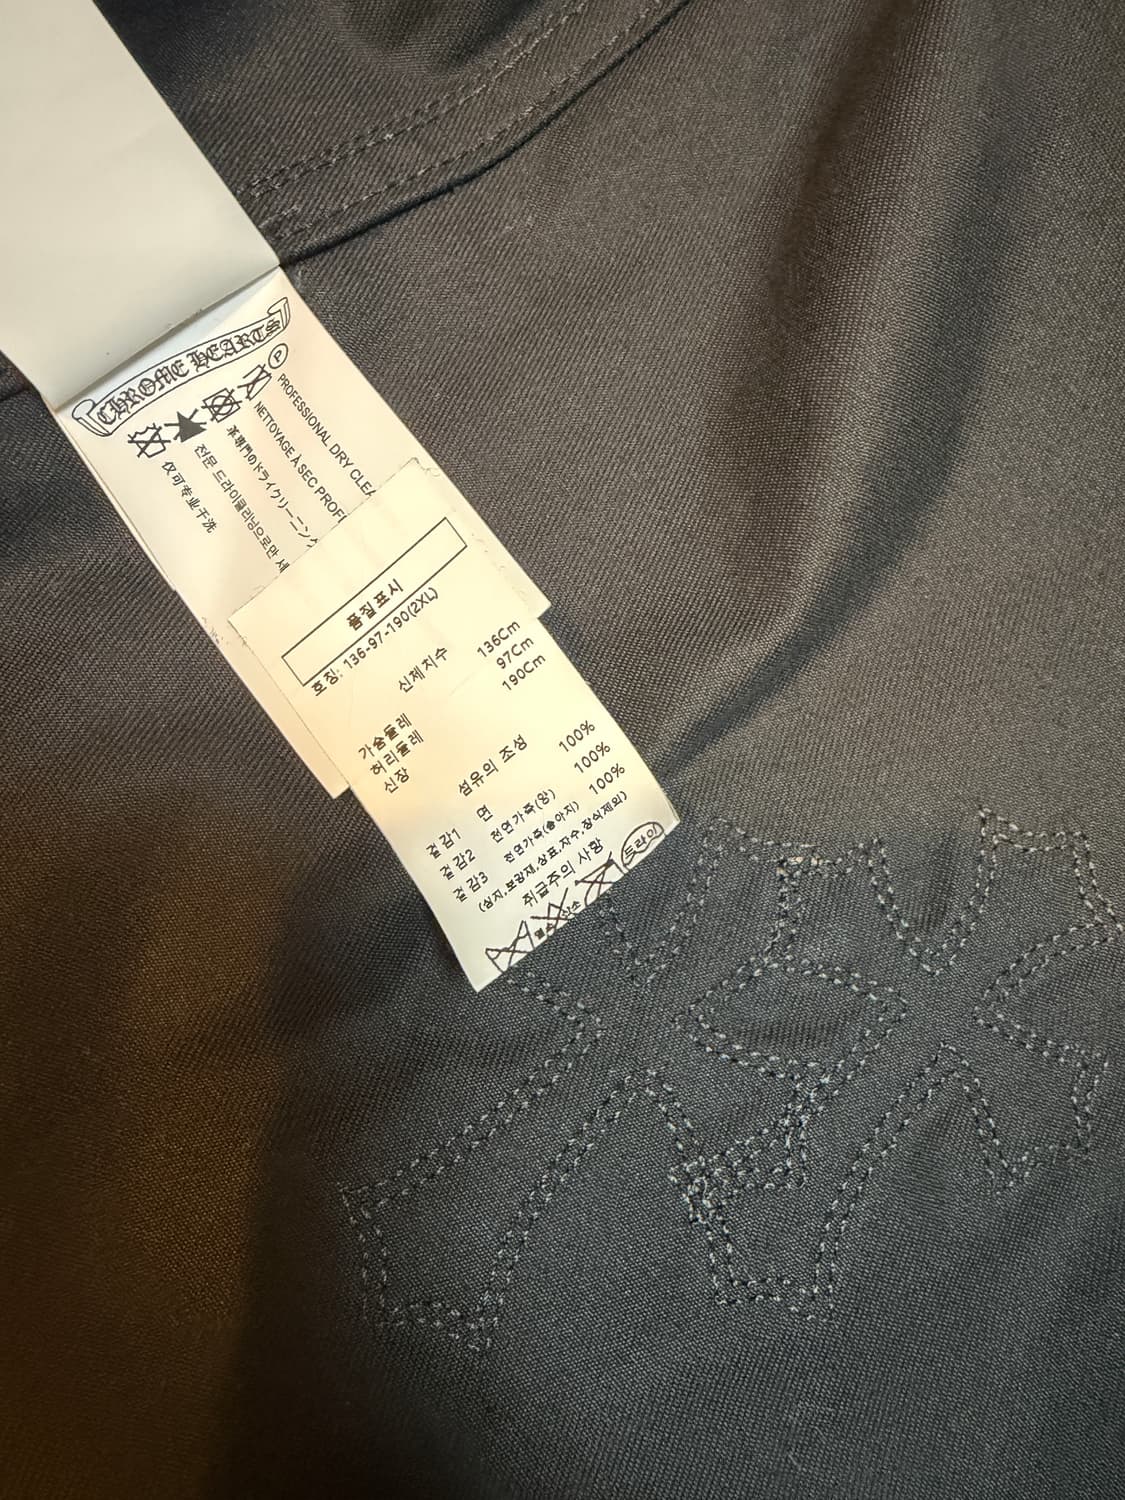 CHROME HEARTS
P
PROFESSIONAL DRY CLEA
NETTOYAGE À SEC PROF
革専門のドライクリーニング
전문 드라이클리닝으로만 세
仅可专业干洗
품질표시
호칭: 136-97-190(2XL)
신체치수
가슴둘레 136Cm
허리둘레 97Cm
신장 190Cm
섬유의 조성
겉감1 면 100%
겉감2 천연가죽(양) 100%
겉감3 천연가죽(송아지) 100%
(심지,보강재,상표,자수,장식제외)
취급주의 사항
드라이